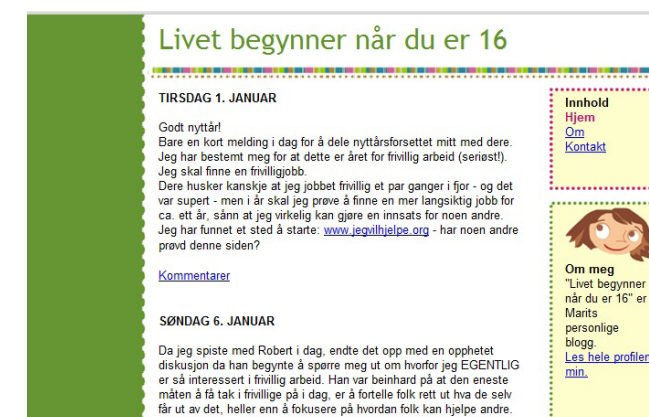 Livet begynner når du er 16
TIRSDAG 1. JANUAR
Godt nyttår!
Bare en kort melding i dag for å dele nyttårsforsettet mitt med dere.
Jeg har bestemt meg for at dette er året for frivillig arbeid (seriøst!).
Jeg skal finne en frivilligjobb.
Dere husker kanskje at jeg jobbet frivillig et par ganger i fjor - og det
var supert - men i år skal jeg prøve å finne en mer langsiktig jobb for
ca. ett år, sånn at jeg virkelig kan gjøre en innsats for noen andre.
Jeg har funnet et sted å starte: www.jegvilhjelpe.org - har noen andre
prøvd denne siden?
Kommentarer
SØNDAG 6. JANUAR
Da jeg spiste med Robert i dag, endte det opp med en opphetet
diskusjon da han begynte å spørre meg ut om hvorfor jeg EGENTLIG
er så interessert i frivillig arbeid. Han var beinhard på at den eneste
måten å få tak i frivillige på i dag, er å fortelle folk rett ut hva de selv
får ut av det, heller enn å fokusere på hvordan folk kan hjelpe andre.
Innhold
Hjem
Om
Kontakt
Om meg
"Livet begynner
når du er 16" er
Marits
personlige
blogg.
Les hele profilen
min.